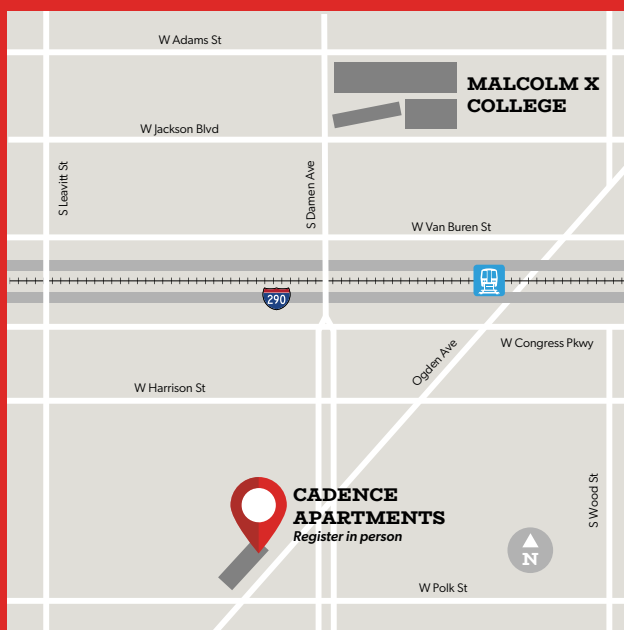 W Adams St
MALCOLM X
COLLEGE
W Jackson Blvd
S Leavitt St
S Damen Ave
W Van Buren St
290
W Congress Pkwy
Ogden Ave
W Harrison St
CADENCE
APARTMENTS
Register in person
S Wood St
N
W Polk St